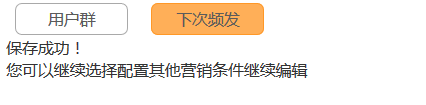 用户群 下次频发
保存成功！
您可以继续选择配置其他营销条件继续编辑